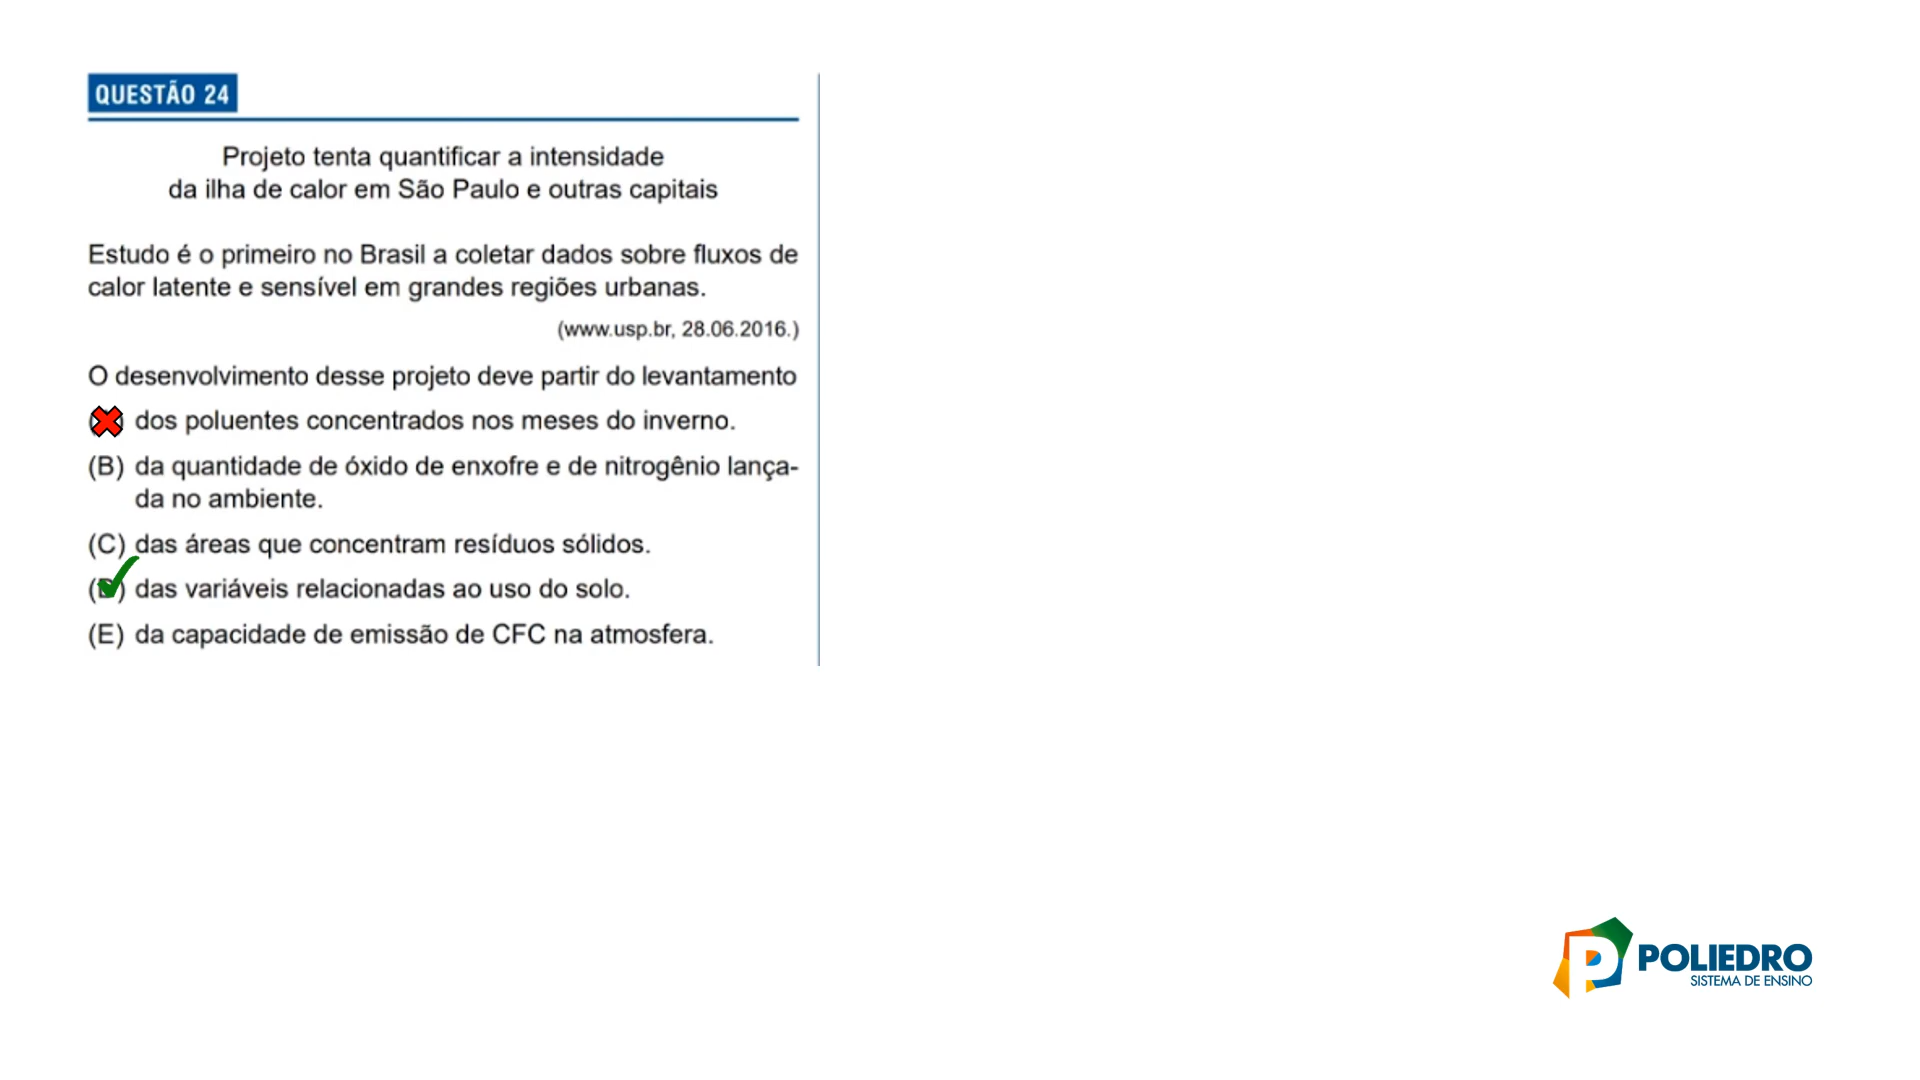 QUESTÃO 24
Projeto tenta quantificar a intensidade
da ilha de calor em São Paulo e outras capitais
Estudo é o primeiro no Brasil a coletar dados sobre fluxos de
calor latente e sensível em grandes regiões urbanas.
(www.usp.br, 28.06.2016.)
O desenvolvimento desse projeto deve partir do levantamento
dos poluentes concentrados nos meses do inverno.
(B) da quantidade de óxido de enxofre e de nitrogênio lança-
da no ambiente.
(C) das áreas que concentram resíduos sólidos.
(D) das variáveis relacionadas ao uso do solo.
(E) da capacidade de emissão de CFC na atmosfera.
POLIEDRO
SISTEMA DE ENSINO